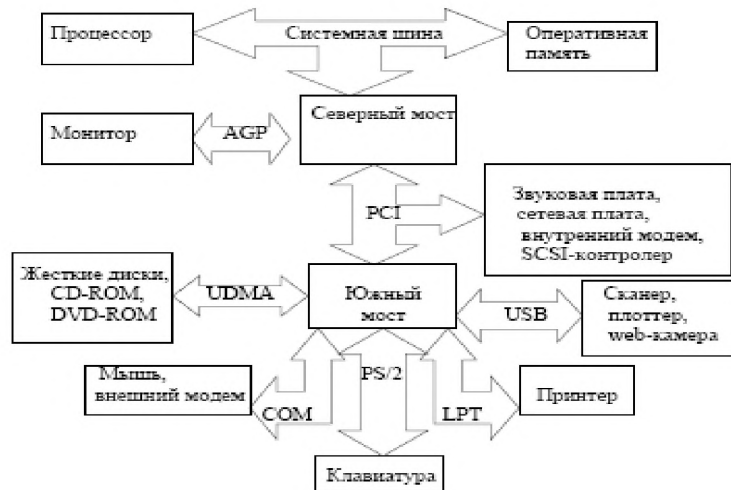 Процессор
Системная шина
Оперативная
память
Северный мост
Монитор
AGP
PCI
Звуковая плата,
сетевая плата,
внутренний модем,
SCSI-контролер
Жесткие диски,
CD-ROM,
DVD-ROM
UDMA
Южный
мост
USB
Сканер,
плоттер,
web-камера
Мышь,
внешний модем
COM
PS/2
LPT
Принтер
Клавиатура